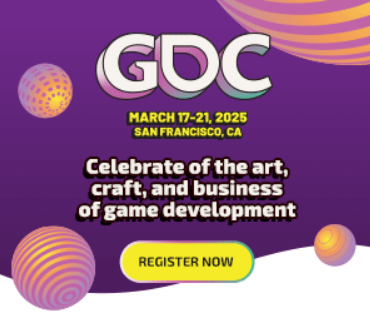 GDC
MARCH 17-21, 2025
SAN FRANCISCO, CA
Celebrate of the art,
craft, and business
of game development
REGISTER NOW